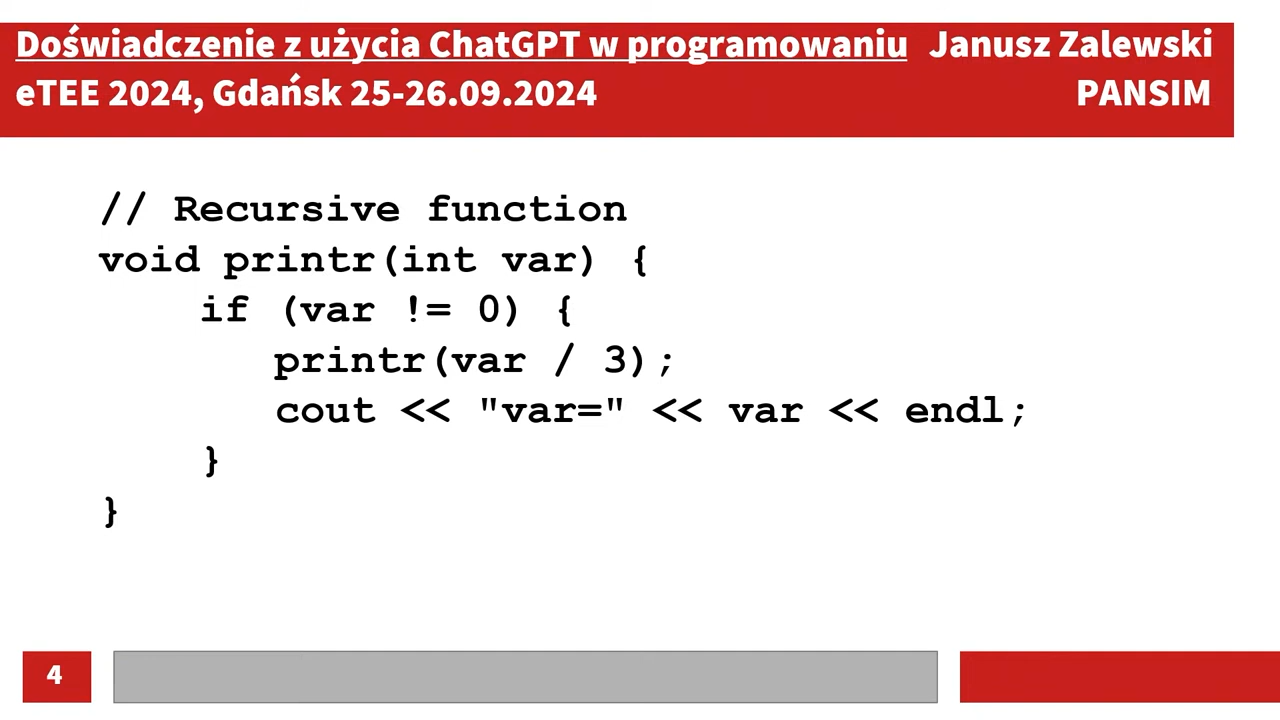 Doświadczenie z użycia ChatGPT w programowaniu Janusz Zalewski
eTEE 2024, Gdańsk 25-26.09.2024 PANSIM
// Recursive function
void printr(int var) {
    if (var != 0) {
       printr(var / 3);
       cout << "var=" << var << endl;
    }
}
4